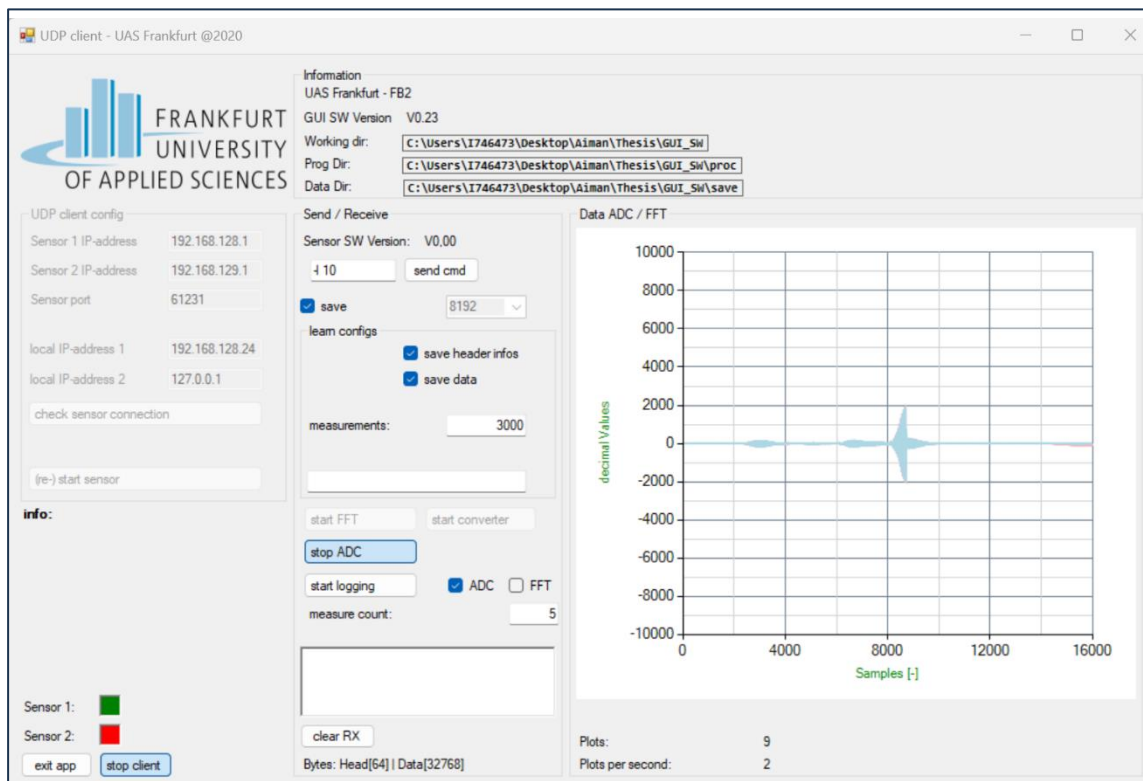 UDP client - UAS Frankfurt @2020
FRANKFURT
UNIVERSITY
OF APPLIED SCIENCES
Information
UAS Frankfurt - FB2
GUI SW Version V0.23
Working dir: C:\Users\I746473\Desktop\Aiman\Thesis\GUI_SW
Prog Dir: C:\Users\I746473\Desktop\Aiman\Thesis\GUI_SW\proc
Data Dir: C:\Users\I746473\Desktop\Aiman\Thesis\GUI_SW\save
UDP client config
Sensor 1 IP-address 192.168.128.1
Sensor 2 IP-address 192.168.129.1
Sensor port 61231
local IP-address 1 192.168.128.24
local IP-address 2 127.0.0.1
check sensor connection
(re-) start sensor
info:
Sensor 1:
Sensor 2:
exit app stop client
Send / Receive
Sensor SW Version: V0,00
-l 10 send cmd
save 8192
learn configs
save header infos
save data
measurements: 3000
start FFT start converter
stop ADC
start logging ADC FFT
measure count: 5
clear RX
Bytes: Head[64] | Data[32768]
Data ADC / FFT
10000
8000
6000
4000
2000
0
-2000
-4000
-6000
-8000
-10000
decimal Values
0 4000 8000 12000 16000
Samples [-]
Plots: 9
Plots per second: 2